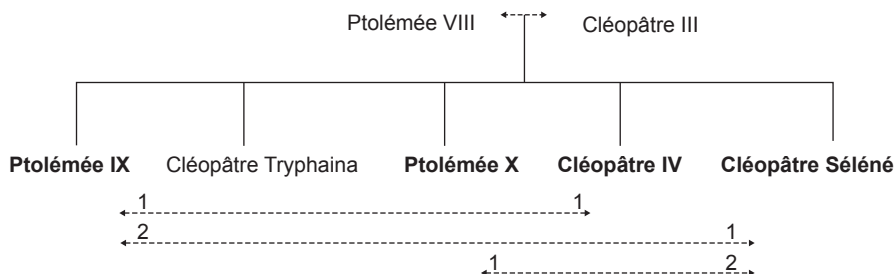 Ptolémée VIII Cléopâtre III
Ptolémée IX Cléopâtre Tryphaina Ptolémée X Cléopâtre IV Cléopâtre Séléné
1 1
2 1
1 2